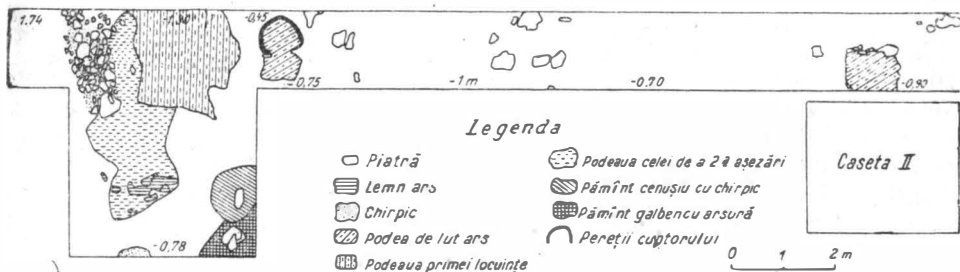 1.74
-1,30
-0,45
-0,75
-1 m
-0.70
-0,90
Legenda
Piatră
Lemn ars
Chirpic
Podea de lut ars
Podeaua primei locuințe
Podeaua celei de a 2ª așezări
Pămînt cenușiu cu chirpic
Pămînt galbencu arsură
Pereții cuptorului
Caseta II
-0,78
0 1 2 m